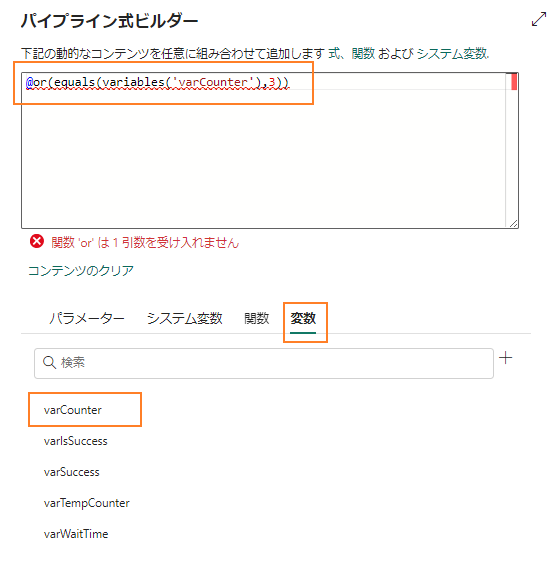 パイプライン式ビルダー
下記の動的なコンテンツを任意に組み合わせて追加します 式、関数 および システム変数.
@or(equals(variables('varCounter'),3))
関数 'or' は 1 引数を受け入れません
コンテンツのクリア
パラメーター システム変数 関数 変数
検索
varCounter
varIsSuccess
varSuccess
varTempCounter
varWaitTime